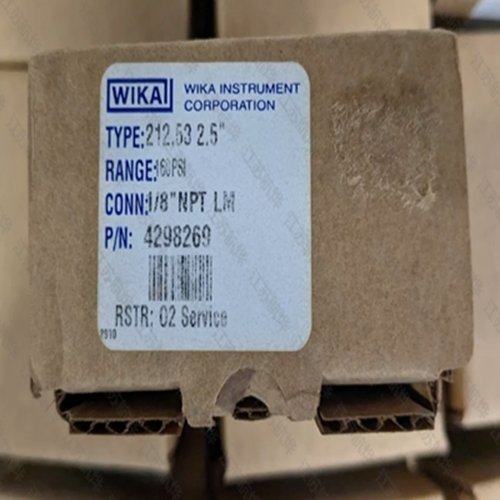 WIKA
WIKA INSTRUMENT
CORPORATION
TYPE: 212.53 2.5"
RANGE: 160PSI
CONN: 1/8"NPT LM
P/N: 4298269
RSTR: O2 Service